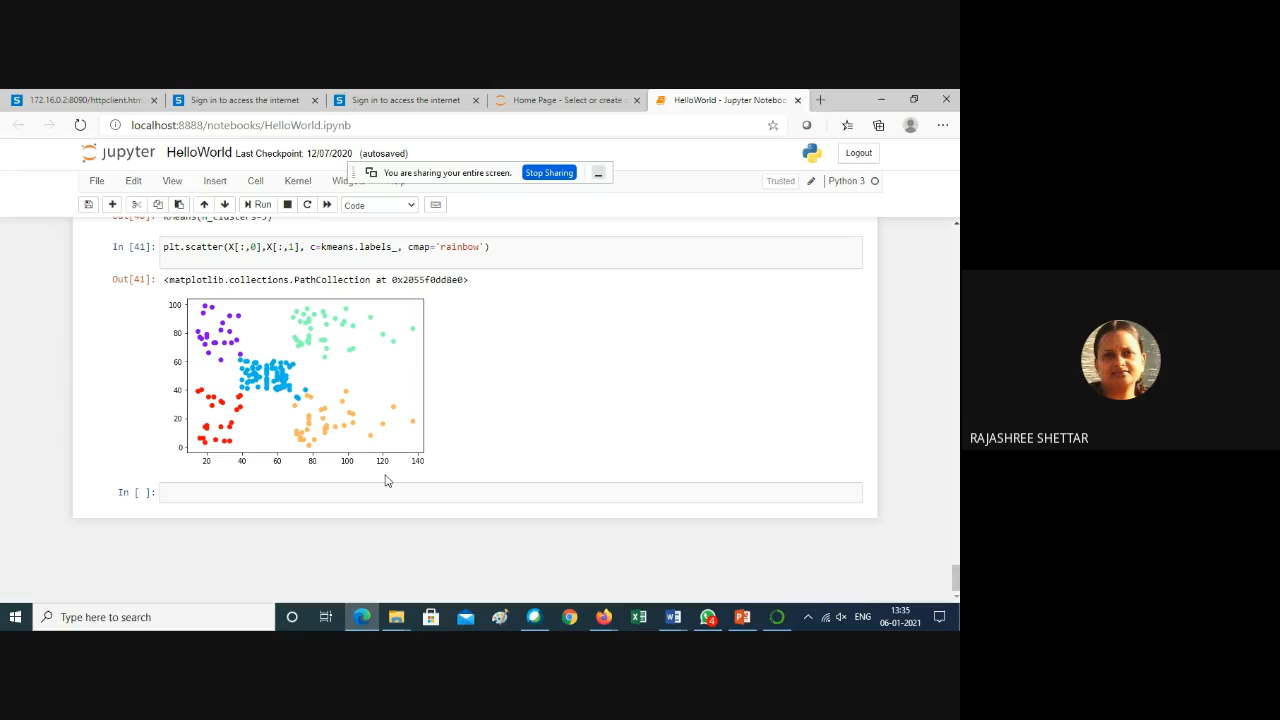 172.16.0.2:8090/httpclient.htm
Sign in to access the internet
Sign in to access the internet
Home Page - Select or create
HelloWorld - Jupyter Noteboo
localhost:8888/notebooks/HelloWorld.ipynb
jupyter HelloWorld Last Checkpoint: 12/07/2020 (autosaved)
Logout
You are sharing your entire screen. Stop Sharing
File Edit View Insert Cell Kernel
Trusted
Python 3
Run
Code
In [41]: plt.scatter(X[:,0],X[:,1], c=kmeans.labels_, cmap='rainbow')
Out[41]: <matplotlib.collections.PathCollection at 0x2055f0dd8e0>
100
80
60
40
20
0
20 40 60 80 100 120 140
In [ ]:
RAJASHREE SHETTAR
Type here to search
4
ENG
13:35
06-01-2021